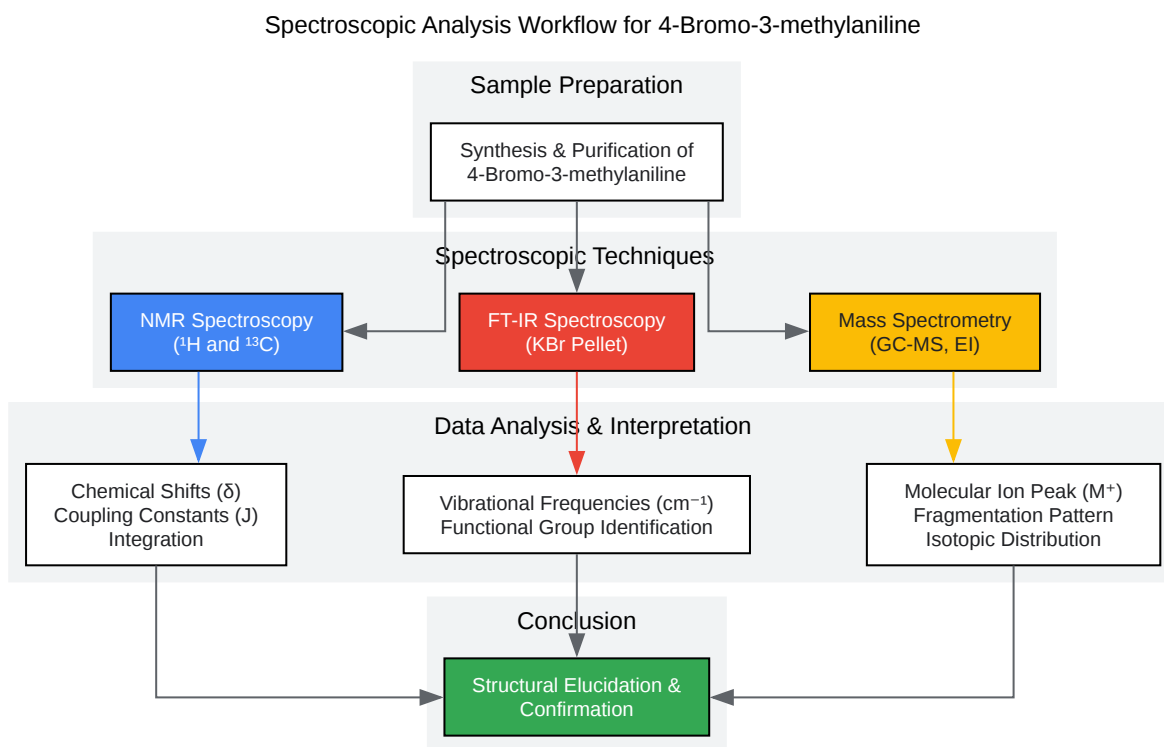 Spectroscopic Analysis Workflow for 4-Bromo-3-methylaniline
Sample Preparation
Synthesis & Purification of
4-Bromo-3-methylaniline
Spectroscopic Techniques
NMR Spectroscopy
(¹H and ¹³C)
FT-IR Spectroscopy
(KBr Pellet)
Mass Spectrometry
(GC-MS, EI)
Data Analysis & Interpretation
Chemical Shifts (δ)
Coupling Constants (J)
Integration
Vibrational Frequencies (cm⁻¹)
Functional Group Identification
Molecular Ion Peak (M⁺)
Fragmentation Pattern
Isotopic Distribution
Conclusion
Structural Elucidation &
Confirmation